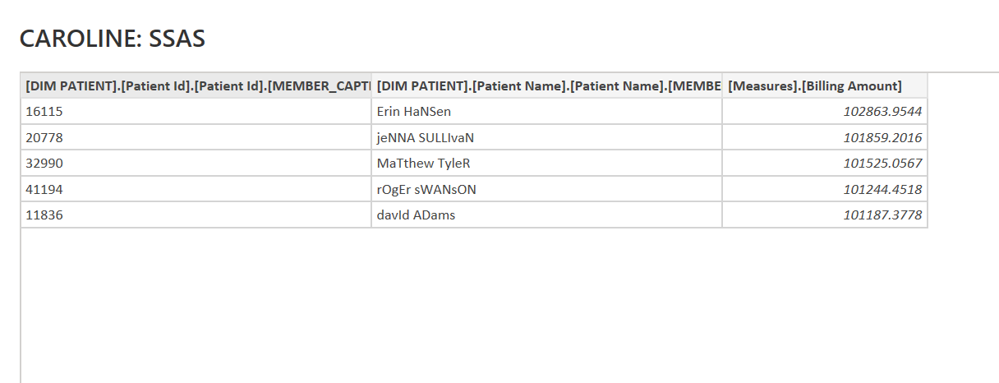 CAROLINE: SSAS
[DIM PATIENT].[Patient Id].[Patient Id].[MEMBER_CAPTI [DIM PATIENT].[Patient Name].[Patient Name].[MEMBE [Measures].[Billing Amount]
16115 Erin HaNSen 102863.9544
20778 jeNNA SULLIvaN 101859.2016
32990 MaTthew TyleR 101525.0567
41194 rOgEr sWANsON 101244.4518
11836 davId ADams 101187.3778